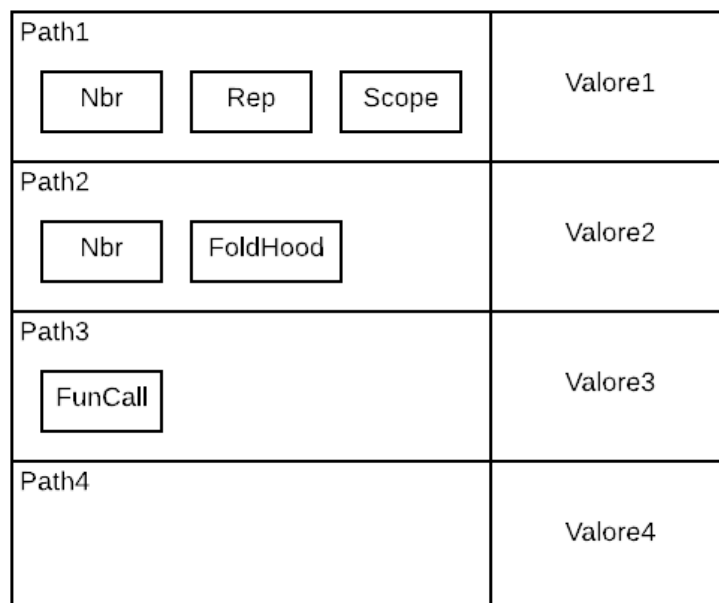 Path1
Nbr Rep Scope Valore1
Path2
Nbr FoldHood Valore2
Path3
FunCall Valore3
Path4
Valore4